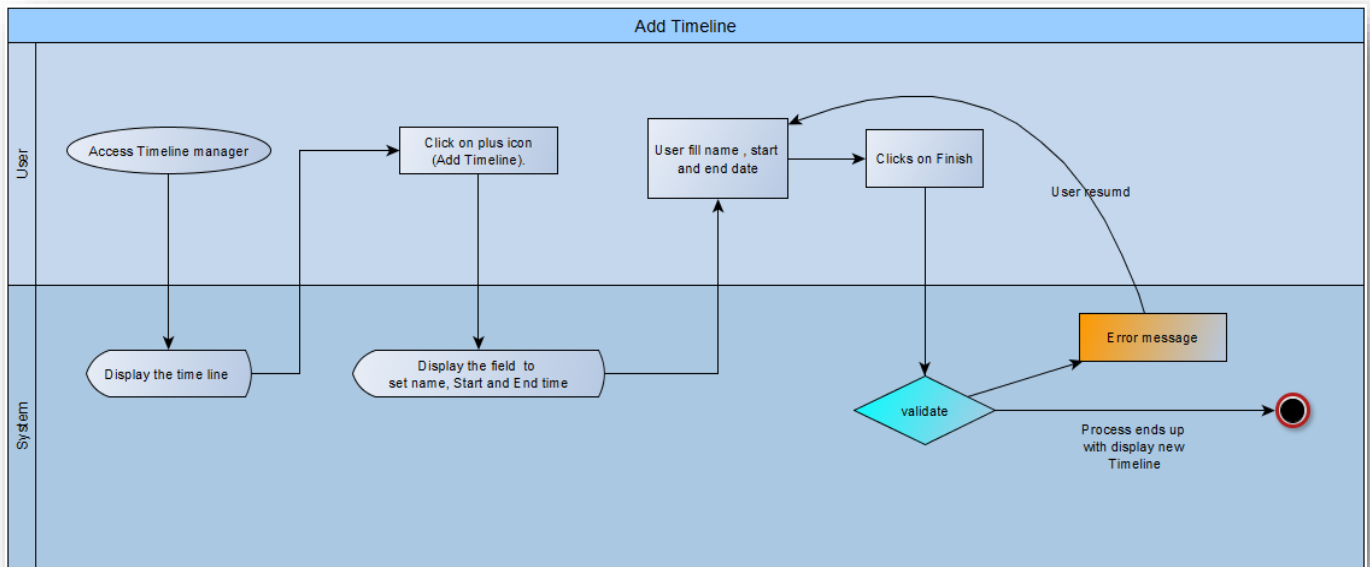 Add Timeline
User
Access Timeline manager
Click on plus icon
(Add Timeline).
User fill name , start
and end date
Clicks on Finish
User resumd
System
Display the time line
Display the field to
set name, Start and End time
validate
Error message
Process ends up
with display new
Timeline